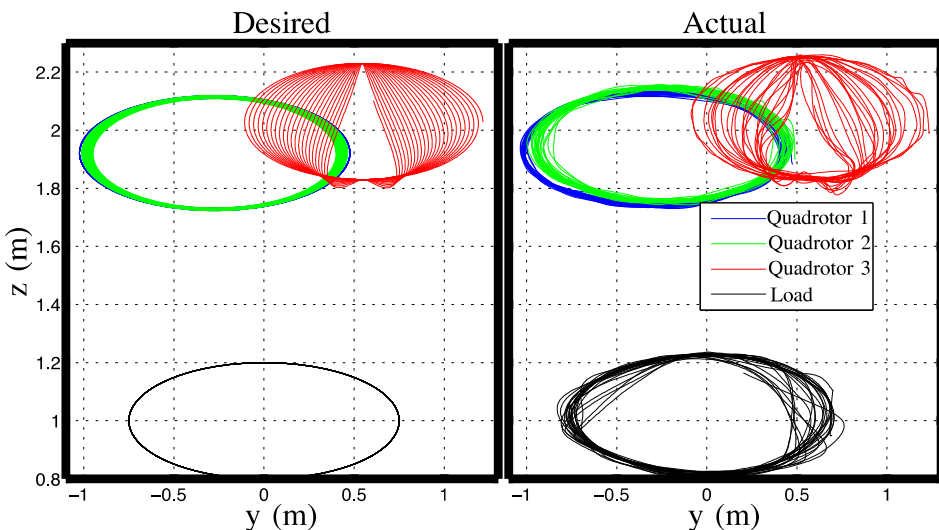 Desired
Actual
z (m)
2.2
2
1.8
1.6
1.4
1.2
1
0.8
−1
−0.5
0
0.5
1
y (m)
Quadrotor 1
Quadrotor 2
Quadrotor 3
Load
−1
−0.5
0
0.5
1
y (m)